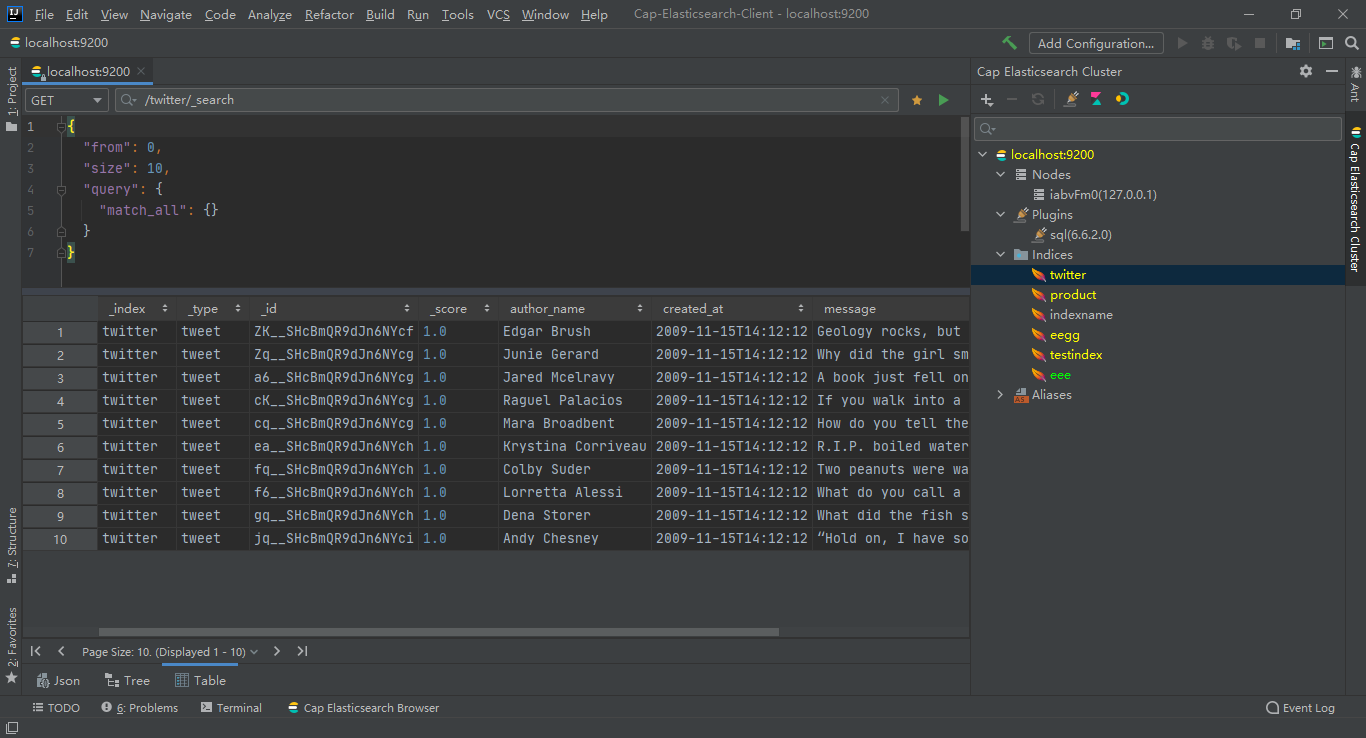 File Edit View Navigate Code Analyze Refactor Build Run Tools VCS Window Help Cap-Elasticsearch-Client - localhost:9200
localhost:9200
Add Configuration...
1: Project
7: Structure
2: Favorites
localhost:9200
GET
/twitter/_search
1 {
2 "from": 0,
3 "size": 10,
4 "query": {
5 "match_all": {}
6 }
7 }
_index _type _id _score author_name created_at message
1 twitter tweet ZK__SHcBmQR9dJn6NYcf 1.0 Edgar Brush 2009-11-15T14:12:12 Geology rocks, but
2 twitter tweet Zq__SHcBmQR9dJn6NYcg 1.0 Junie Gerard 2009-11-15T14:12:12 Why did the girl sm
3 twitter tweet a6__SHcBmQR9dJn6NYcg 1.0 Jared Mcelravy 2009-11-15T14:12:12 A book just fell on
4 twitter tweet cK__SHcBmQR9dJn6NYcg 1.0 Raguel Palacios 2009-11-15T14:12:12 If you walk into a
5 twitter tweet cq__SHcBmQR9dJn6NYcg 1.0 Mara Broadbent 2009-11-15T14:12:12 How do you tell the
6 twitter tweet ea__SHcBmQR9dJn6NYch 1.0 Krystina Corriveau 2009-11-15T14:12:12 R.I.P. boiled water
7 twitter tweet fq__SHcBmQR9dJn6NYch 1.0 Colby Suder 2009-11-15T14:12:12 Two peanuts were wa
8 twitter tweet f6__SHcBmQR9dJn6NYch 1.0 Lorretta Alessi 2009-11-15T14:12:12 What do you call a
9 twitter tweet gq__SHcBmQR9dJn6NYch 1.0 Dena Storer 2009-11-15T14:12:12 What did the fish s
10 twitter tweet jq__SHcBmQR9dJn6NYci 1.0 Andy Chesney 2009-11-15T14:12:12 “Hold on, I have so
Page Size: 10. (Displayed 1 - 10)
Json Tree Table
Cap Elasticsearch Cluster
localhost:9200
Nodes
iabvFm0(127.0.0.1)
Plugins
sql(6.6.2.0)
Indices
twitter
product
indexname
eegg
testindex
eee
Aliases
Ant
Cap Elasticsearch Cluster
TODO 6: Problems Terminal Cap Elasticsearch Browser Event Log